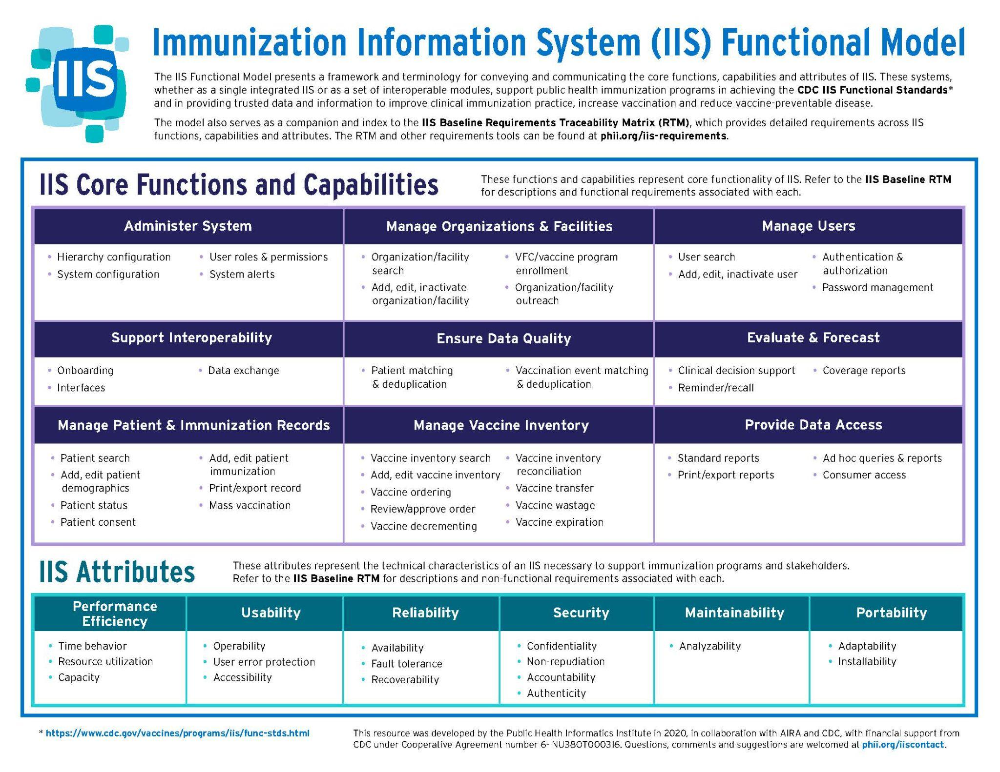 IIS
Immunization Information System (IIS) Functional Model
The IIS Functional Model presents a framework and terminology for conveying and communicating the core functions, capabilities and attributes of IIS. These systems,
whether as a single integrated IIS or as a set of interoperable modules, support public health immunization programs in achieving the CDC IIS Functional Standards*
and in providing trusted data and information to improve clinical immunization practice, increase vaccination and reduce vaccine-preventable disease.
The model also serves as a companion and index to the IIS Baseline Requirements Traceability Matrix (RTM), which provides detailed requirements across IIS
functions, capabilities and attributes. The RTM and other requirements tools can be found at phii.org/iis-requirements.
IIS Core Functions and Capabilities
These functions and capabilities represent core functionality of IIS. Refer to the IIS Baseline RTM
for descriptions and functional requirements associated with each.
Administer System
• Hierarchy configuration
• System configuration
• User roles & permissions
• System alerts
Manage Organizations & Facilities
• Organization/facility
search
• Add, edit, inactivate
organization/facility
• VFC/vaccine program
enrollment
• Organization/facility
outreach
Manage Users
• User search
• Add, edit, inactivate user
• Authentication &
authorization
• Password management
Support Interoperability
• Onboarding
• Interfaces
• Data exchange
Ensure Data Quality
• Patient matching
& deduplication
• Vaccination event matching
& deduplication
Evaluate & Forecast
• Clinical decision support
• Reminder/recall
• Coverage reports
Manage Patient & Immunization Records
• Patient search
• Add, edit patient
demographics
• Patient status
• Patient consent
• Add, edit patient
immunization
• Print/export record
• Mass vaccination
Manage Vaccine Inventory
• Vaccine inventory search
• Add, edit vaccine inventory
• Vaccine ordering
• Review/approve order
• Vaccine decrementing
• Vaccine inventory
reconciliation
• Vaccine transfer
• Vaccine wastage
• Vaccine expiration
Provide Data Access
• Standard reports
• Print/export reports
• Ad hoc queries & reports
• Consumer access
IIS Attributes
These attributes represent the technical characteristics of an IIS necessary to support immunization programs and stakeholders.
Refer to the IIS Baseline RTM for descriptions and non-functional requirements associated with each.
Performance
Efficiency
• Time behavior
• Resource utilization
• Capacity
Usability
• Operability
• User error protection
• Accessibility
Reliability
• Availability
• Fault tolerance
• Recoverability
Security
• Confidentiality
• Non-repudiation
• Accountability
• Authenticity
Maintainability
• Analyzability
Portability
• Adaptability
• Installability
* https://www.cdc.gov/vaccines/programs/iis/func-stds.html
This resource was developed by the Public Health Informatics Institute in 2020, in collaboration with AIRA and CDC, with financial support from
CDC under Cooperative Agreement number 6- NU38OT000316. Questions, comments and suggestions are welcomed at phii.org/iiscontact.